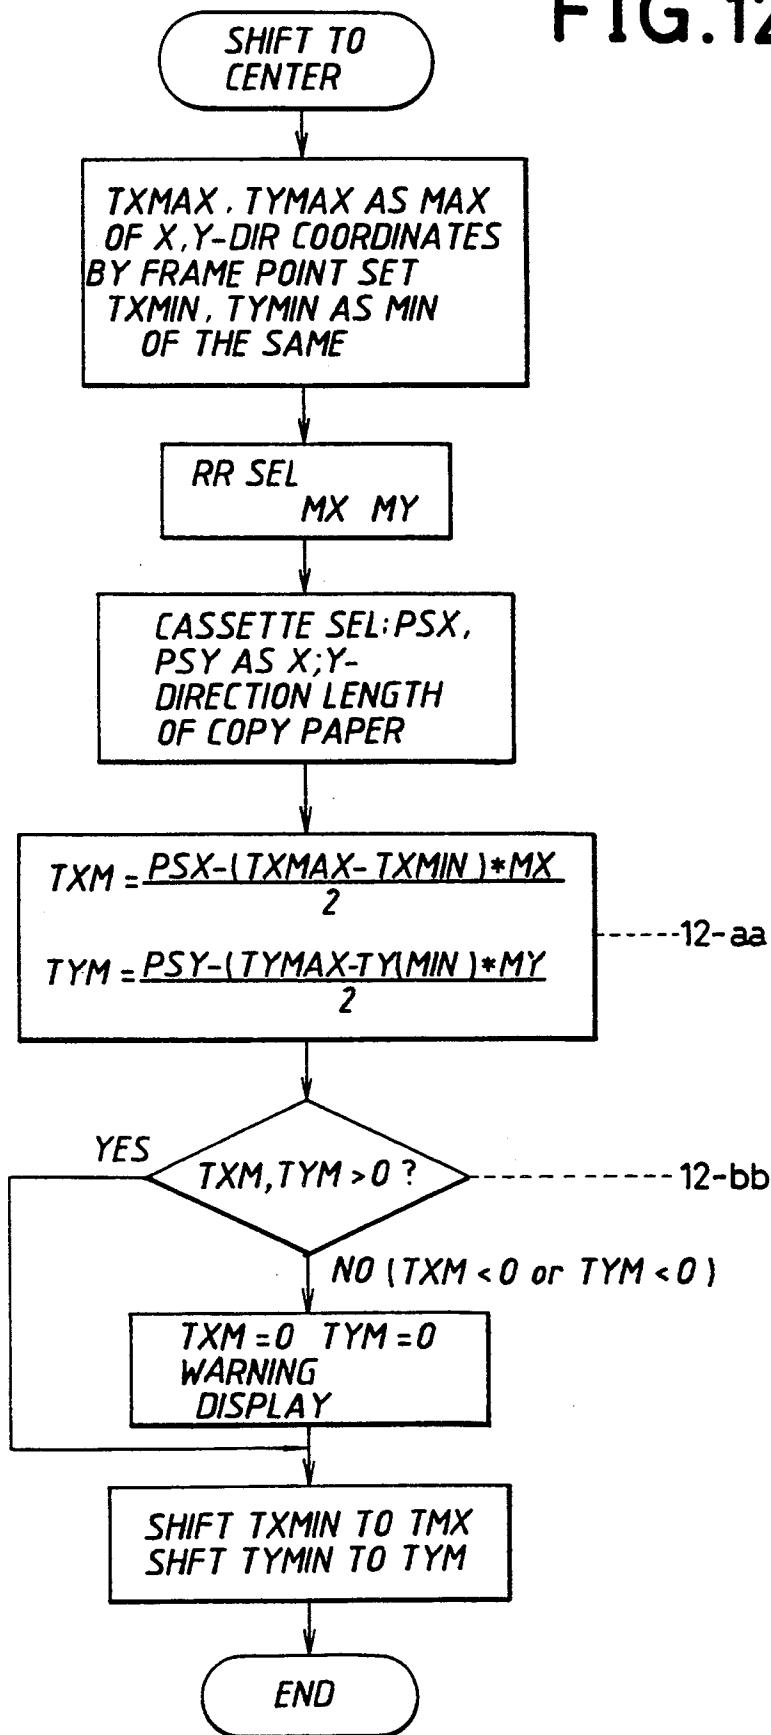 FIG.12
SHIFT TO
CENTER
TXMAX, TYMAX AS MAX
OF X,Y-DIR COORDINATES
BY FRAME POINT SET
TXMIN, TYMIN AS MIN
OF THE SAME
RR SEL
MX MY
CASSETTE SEL:PSX,
PSY AS X;Y-
DIRECTION LENGTH
OF COPY PAPER
TXM = PSX-(TXMAX-TXMIN)*MX
2
TYM = PSY-(TYMAX-TY(MIN)*MY
2
12-aa
YES
TXM,TYM >0 ?
12-bb
NO (TXM <0 or TYM <0)
TXM =0 TYM =0
WARNING
DISPLAY
SHIFT TXMIN TO TMX
SHFT TYMIN TO TYM
END